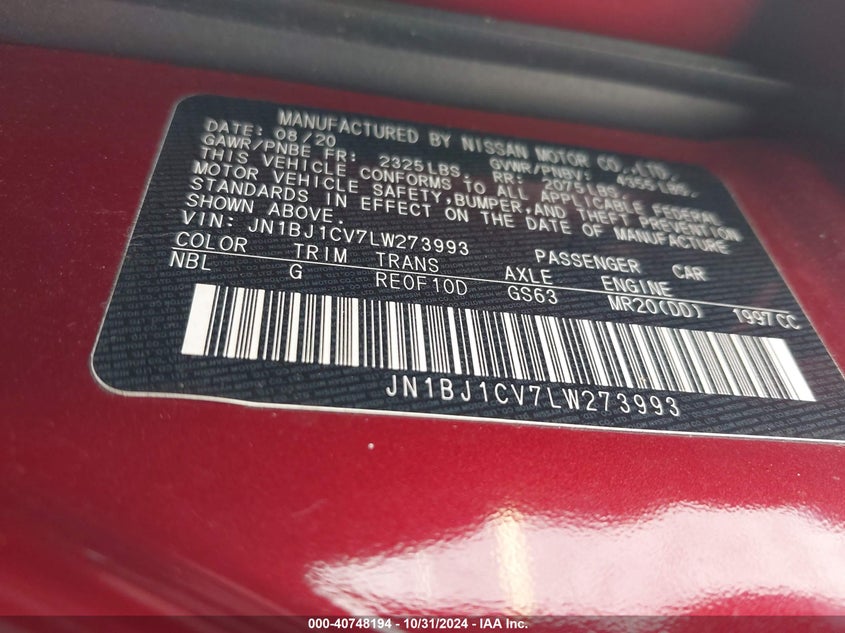 MANUFACTURED BY NISSAN MOTOR CO.,LTD.
DATE: 08/20 GVWR/PNBV: LBS.
GAWR/PNBE FR: 2325LBS. RR: 2075LBS.
THIS VEHICLE CONFORMS TO ALL APPLICABLE FEDERAL
MOTOR VEHICLE SAFETY,BUMPER,AND THEFT PREVENTION
STANDARDS IN EFFECT ON THE DATE OF MANUFACTURE
SHOWN ABOVE.
VIN: JN1BJ1CV7LW273993 PASSENGER CAR
COLOR TRIM TRANS AXLE ENGINE
NBL G RE0F10D GS63 MR20(DD) 1997CC
JN1BJ1CV7LW273993
000-40748194 - 10/31/2024 - IAA Inc.